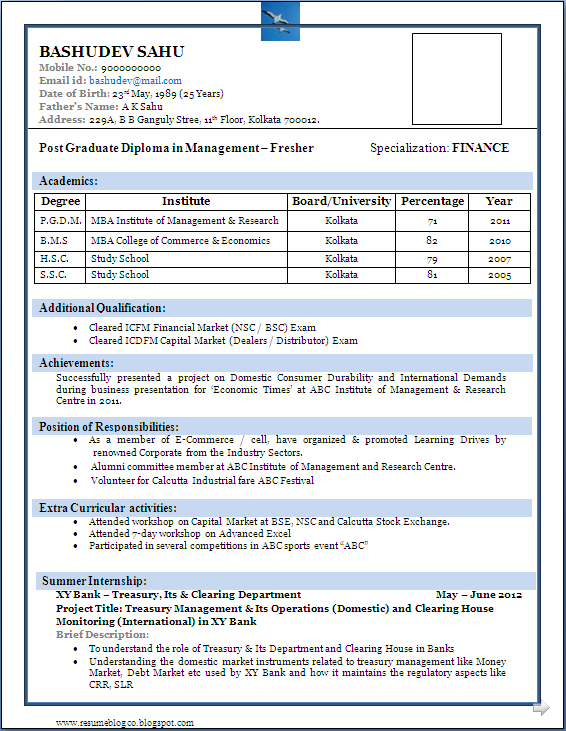 BASHUDEV SAHU
Mobile No.: 9000000000
Email id: bashudev@mail.com
Date of Birth: 23rd May, 1989 (25 Years)
Father's Name: A K Sahu
Address: 229A, B B Ganguly Stree, 11th Floor, Kolkata 700012.
Post Graduate Diploma in Management – Fresher Specialization: FINANCE
Academics:
Degree Institute Board/University Percentage Year
P.G.D.M. MBA Institute of Management & Research Kolkata 71 2011
B.M.S MBA College of Commerce & Economics Kolkata 82 2010
H.S.C. Study School Kolkata 79 2007
S.S.C. Study School Kolkata 81 2005
Additional Qualification:
• Cleared ICFM Financial Market (NSC / BSC) Exam
• Cleared ICDFM Capital Market (Dealers / Distributor) Exam
Achievements:
Successfully presented a project on Domestic Consumer Durability and International Demands
during business presentation for ‘Economic Times’ at ABC Institute of Management & Research
Centre in 2011.
Position of Responsibilities:
• As a member of E-Commerce / cell, have organized & promoted Learning Drives by
renowned Corporate from the Industry Sectors.
• Alumni committee member at ABC Institute of Management and Research Centre.
• Volunteer for Calcutta Industrial fare ABC Festival
Extra Curricular activities:
• Attended workshop on Capital Market at BSE, NSC and Calcutta Stock Exchange.
• Attended 7-day workshop on Advanced Excel
• Participated in several competitions in ABC sports event “ABC”
Summer Internship:
XY Bank – Treasury, Its & Clearing Department May – June 2012
Project Title: Treasury Management & Its Operations (Domestic) and Clearing House
Monitoring (International) in XY Bank
Brief Description:
• To understand the role of Treasury & Its Department and Clearing House in Banks
• Understanding the domestic market instruments related to treasury management like Money
Market, Debt Market etc used by XY Bank and how it maintains the regulatory aspects like
CRR, SLR
www.resumeblogco.blogspot.com